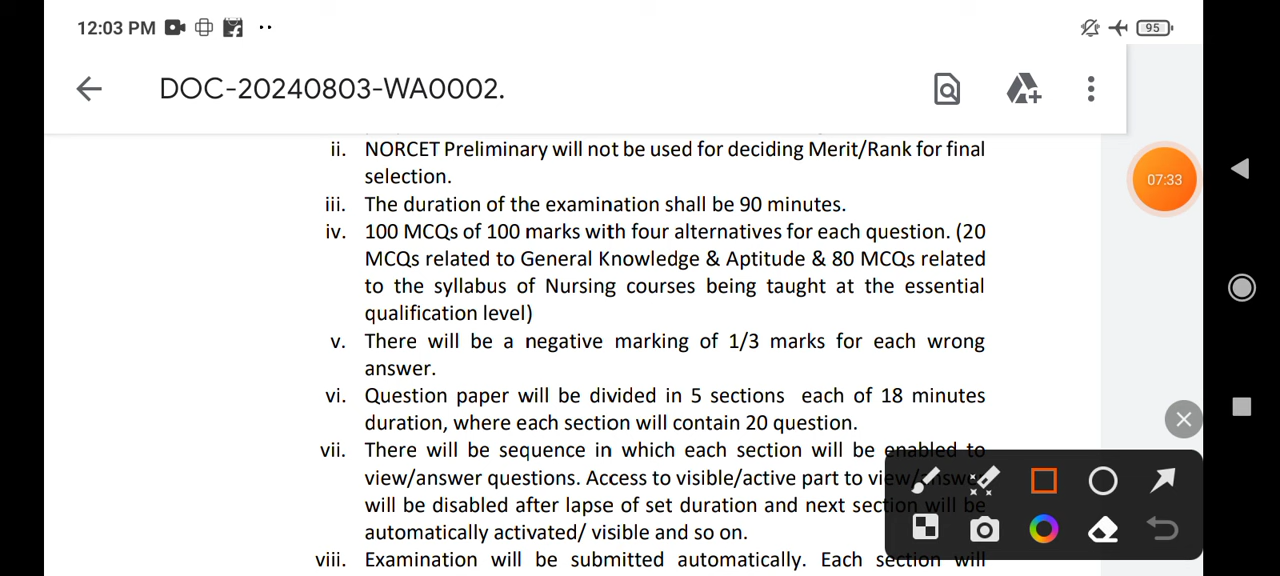 12:03 PM
95
DOC-20240803-WA0002.
07:33
ii. NORCET Preliminary will not be used for deciding Merit/Rank for final
selection.
iii. The duration of the examination shall be 90 minutes.
iv. 100 MCQs of 100 marks with four alternatives for each question. (20
MCQs related to General Knowledge & Aptitude & 80 MCQs related
to the syllabus of Nursing courses being taught at the essential
qualification level)
v. There will be a negative marking of 1/3 marks for each wrong
answer.
vi. Question paper will be divided in 5 sections each of 18 minutes
duration, where each section will contain 20 question.
vii. There will be sequence in which each section will be enabled to
view/answer questions. Access to visible/active part to view/answer
will be disabled after lapse of set duration and next section will be
automatically activated/ visible and so on.
viii. Examination will be submitted automatically. Each section will